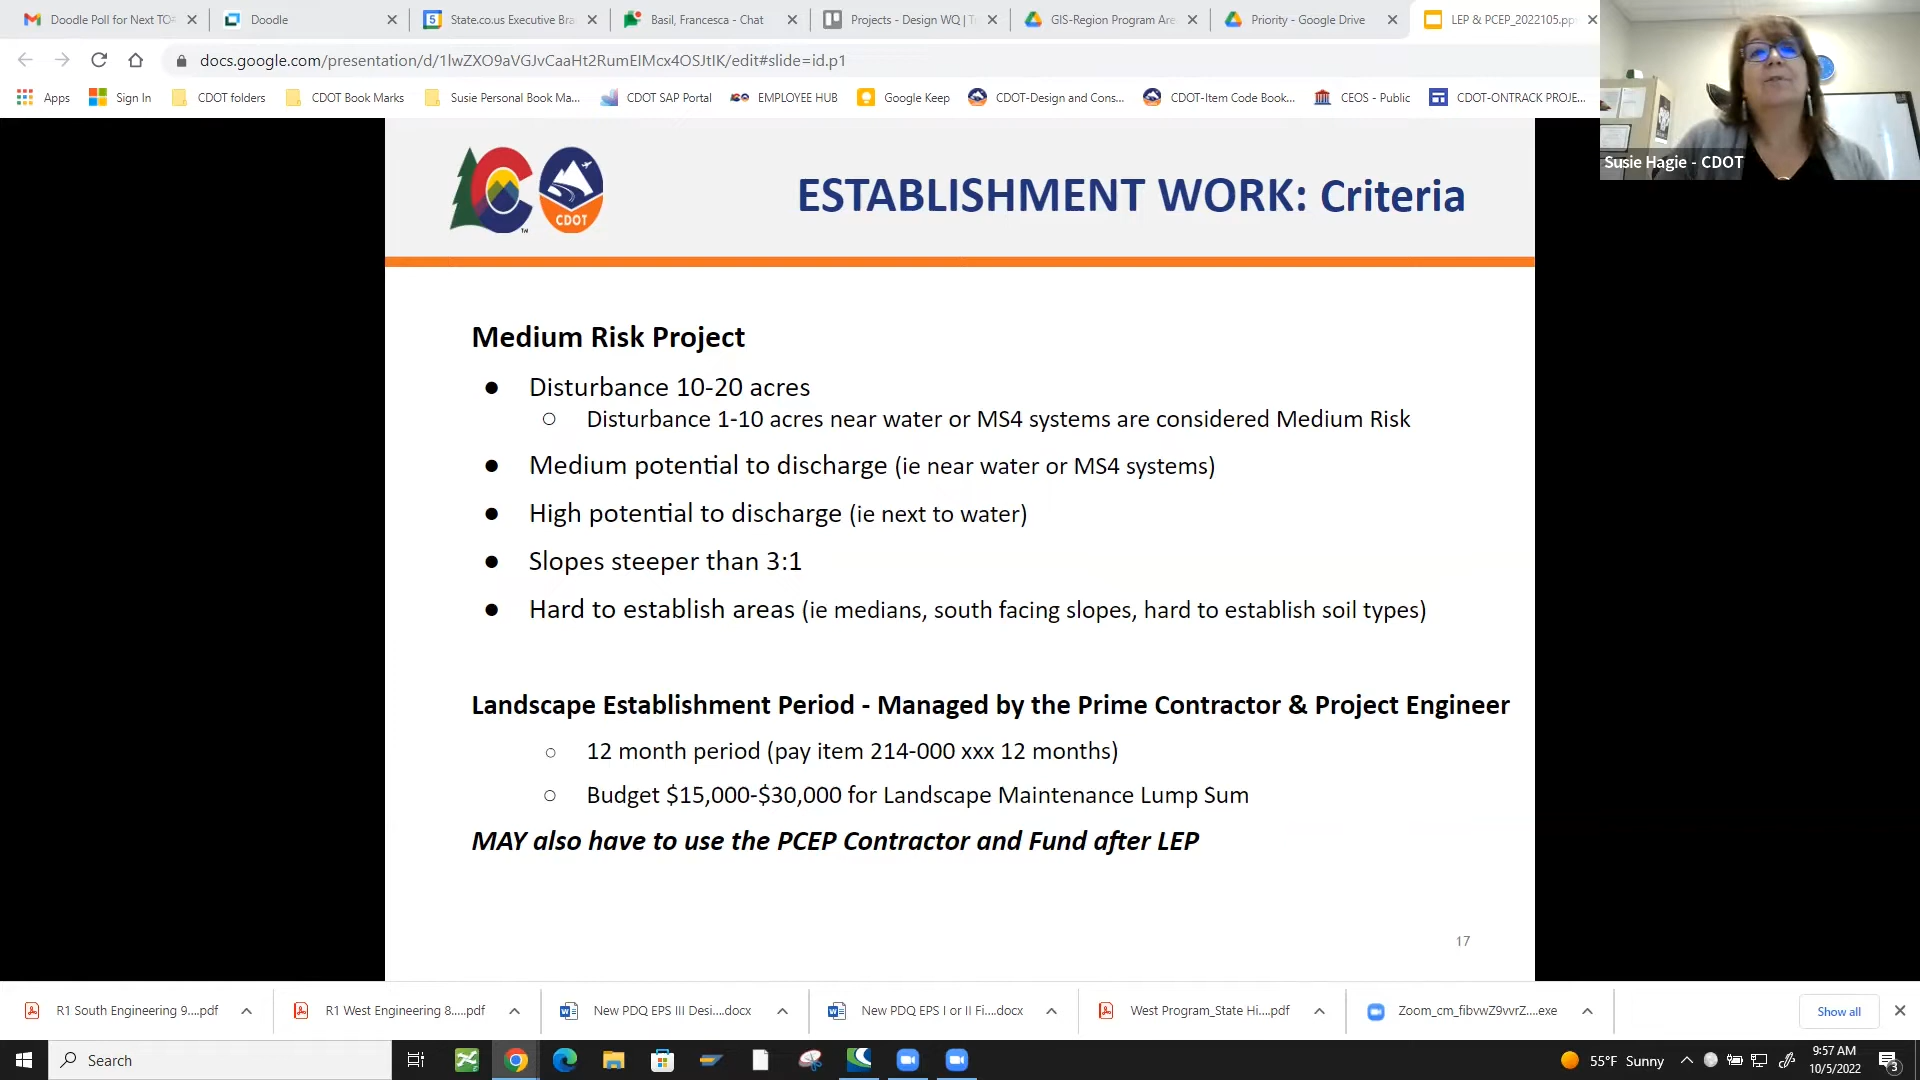 Doodle Poll for Next TO
Doodle
State.co.us Executive Bra
Basil, Francesca - Chat
Projects - Design WQ | T
GIS-Region Program Are
Priority - Google Drive
LEP & PCEP_2022105.pp
docs.google.com/presentation/d/1lwZXO9aVGJvCaaHt2RumEIMcx4OSJtIK/edit#slide=id.p1
Apps
Sign In
CDOT folders
CDOT Book Marks
Susie Personal Book Ma...
CDOT SAP Portal
EMPLOYEE HUB
Google Keep
CDOT-Design and Cons...
CDOT-Item Code Book...
CEOS - Public
CDOT-ONTRACK PROJE...
Susie Hagie - CDOT
CDOT
TM
ESTABLISHMENT WORK: Criteria
Medium Risk Project
● Disturbance 10-20 acres
○ Disturbance 1-10 acres near water or MS4 systems are considered Medium Risk
● Medium potential to discharge (ie near water or MS4 systems)
● High potential to discharge (ie next to water)
● Slopes steeper than 3:1
● Hard to establish areas (ie medians, south facing slopes, hard to establish soil types)
Landscape Establishment Period - Managed by the Prime Contractor & Project Engineer
○ 12 month period (pay item 214-000 xxx 12 months)
○ Budget $15,000-$30,000 for Landscape Maintenance Lump Sum
MAY also have to use the PCEP Contractor and Fund after LEP
17
R1 South Engineering 9....pdf
R1 West Engineering 8.....pdf
New PDQ EPS III Desi....docx
New PDQ EPS I or II Fi....docx
West Program_State Hi....pdf
Zoom_cm_fibvwZ9vvrZ....exe
Show all
Search
55°F Sunny
9:57 AM
10/5/2022
3